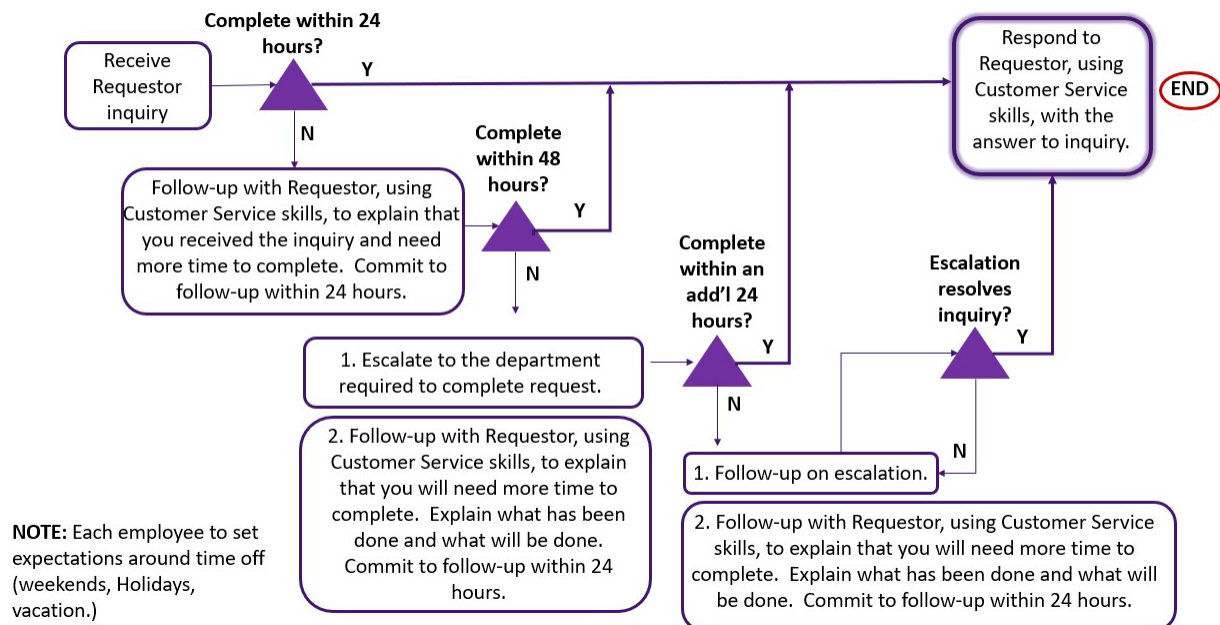 Complete within 24
hours?
Receive
Requestor
inquiry
Y
N
Respond to
Requestor, using
Customer Service
skills, with the
answer to inquiry.
END
Follow-up with Requestor, using
Customer Service skills, to explain that
you received the inquiry and need
more time to complete.  Commit to
follow-up within 24 hours.
Complete
within 48
hours?
Y
N
1. Escalate to the department
required to complete request.
2. Follow-up with Requestor, using
Customer Service skills, to explain
that you will need more time to
complete.  Explain what has been
done and what will be done.
Commit to follow-up within 24
hours.
Complete
within an
add’l 24
hours?
Y
N
1. Follow-up on escalation.
2. Follow-up with Requestor, using Customer Service
skills, to explain that you will need more time to
complete.  Explain what has been done and what will
be done.  Commit to follow-up within 24 hours.
Escalation
resolves
inquiry?
Y
N
NOTE: Each employee to set
expectations around time off
(weekends, Holidays,
vacation.)